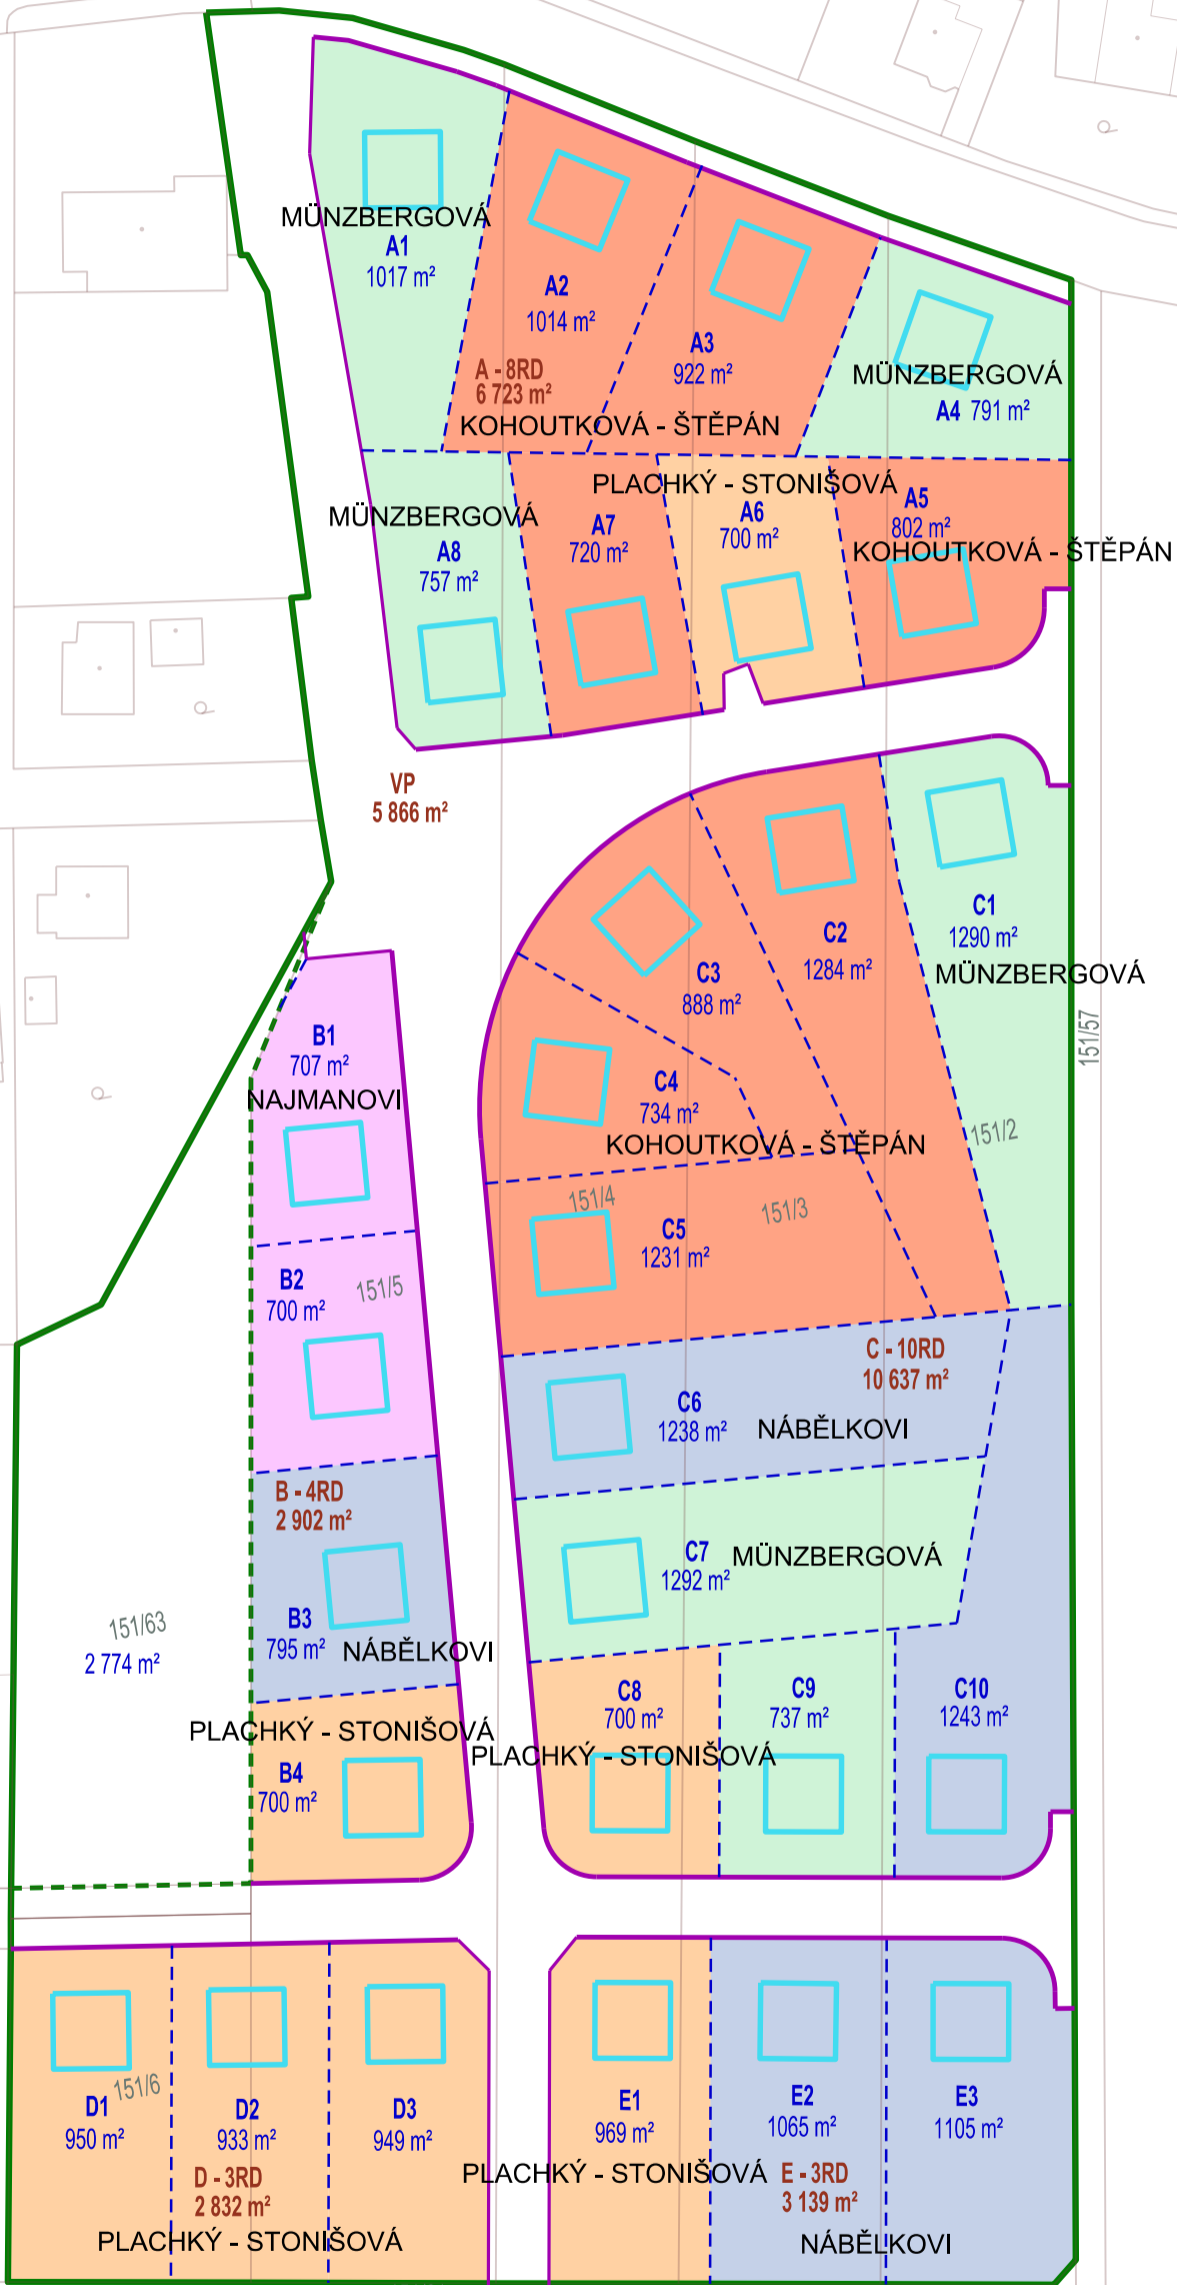 MÜNZBERGOVÁ
A1
1017 m²
A2
1014 m²
A3
922 m²
A - 8RD
6 723 m²
KOHOUTKOVÁ - ŠTĚPÁN
MÜNZBERGOVÁ
A4 791 m²
PLACHKÝ - STONIŠOVÁ
MÜNZBERGOVÁ
A8
757 m²
A7
720 m²
A6
700 m²
A5
802 m²
KOHOUTKOVÁ - ŠTĚPÁN
VP
5 866 m²
C1
1290 m²
MÜNZBERGOVÁ
C2
1284 m²
C3
888 m²
C4
734 m²
KOHOUTKOVÁ - ŠTĚPÁN
151/57
151/2
B1
707 m²
NAJMANOVI
151/4
151/3
C5
1231 m²
B2
700 m²
151/5
C - 10RD
10 637 m²
C6
1238 m²
NÁBĚLKOVI
B - 4RD
2 902 m²
C7
1292 m²
MÜNZBERGOVÁ
151/63
2 774 m²
B3
795 m²
NÁBĚLKOVI
C8
700 m²
C9
737 m²
C10
1243 m²
PLACHKÝ - STONIŠOVÁ
PLACHKÝ - STONIŠOVÁ
B4
700 m²
151/6
D1
950 m²
D2
933 m²
D3
949 m²
E1
969 m²
E2
1065 m²
E3
1105 m²
D - 3RD
2 832 m²
PLACHKÝ - STONIŠOVÁ
PLACHKÝ - STONIŠOVÁ
E - 3RD
3 139 m²
NÁBĚLKOVI